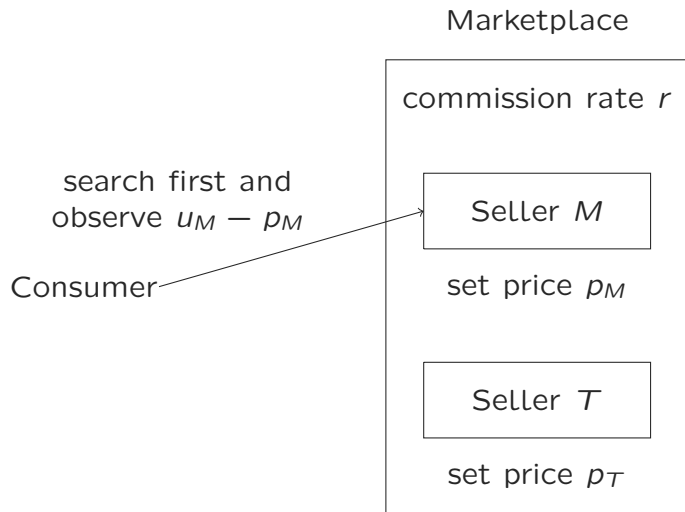 Marketplace
commission rate r
search first and
observe u_M − p_M
Seller M
Consumer
set price p_M
Seller T
set price p_T